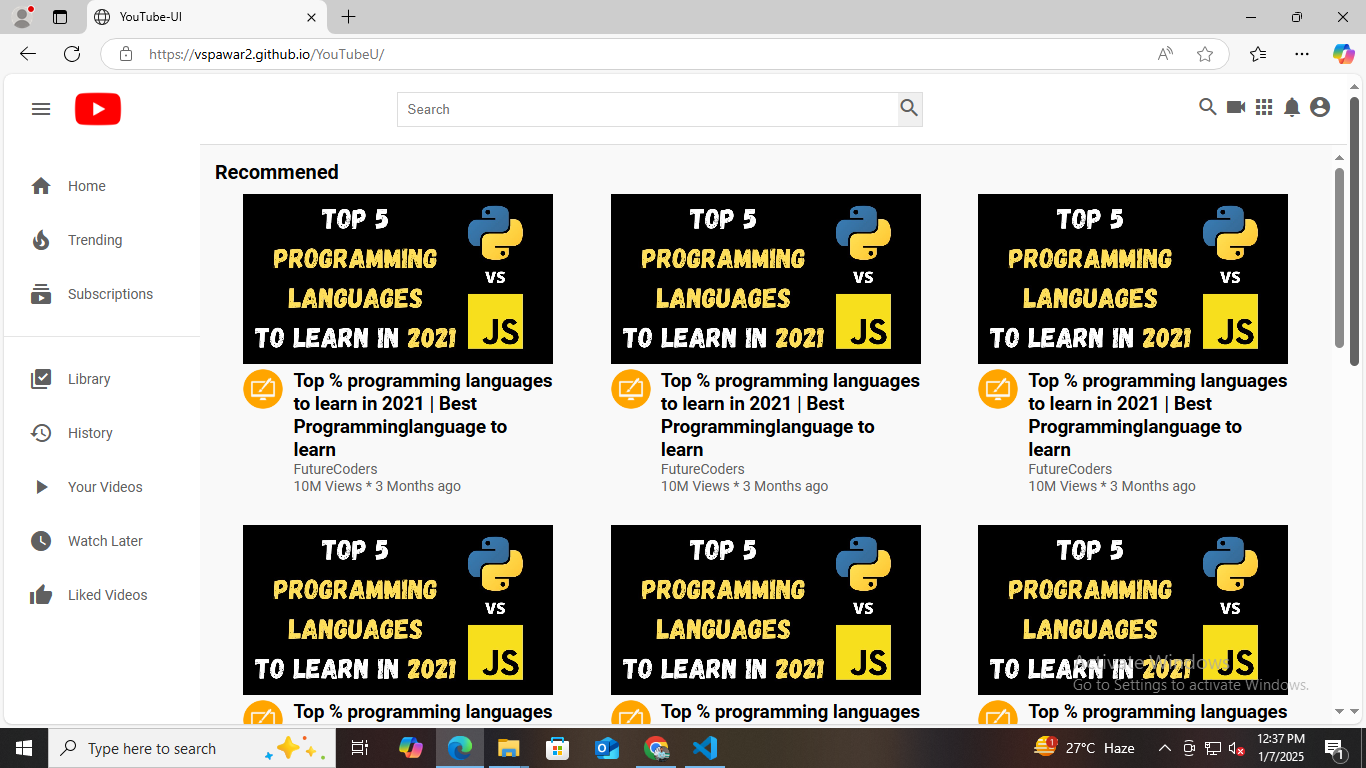 YouTube-UI
https://vspawar2.github.io/YouTubeU/
Search
Home
Trending
Subscriptions
Library
History
Your Videos
Watch Later
Liked Videos
Recommened
TOP 5
PROGRAMMING
LANGUAGES
TO LEARN IN 2021
VS
JS
Top % programming languages
to learn in 2021 | Best
Programminglanguage to
learn
FutureCoders
10M Views * 3 Months ago
TOP 5
PROGRAMMING
LANGUAGES
TO LEARN IN 2021
VS
JS
Top % programming languages
to learn in 2021 | Best
Programminglanguage to
learn
FutureCoders
10M Views * 3 Months ago
TOP 5
PROGRAMMING
LANGUAGES
TO LEARN IN 2021
VS
JS
Top % programming languages
to learn in 2021 | Best
Programminglanguage to
learn
FutureCoders
10M Views * 3 Months ago
TOP 5
PROGRAMMING
LANGUAGES
TO LEARN IN 2021
VS
JS
Top % programming languages
TOP 5
PROGRAMMING
LANGUAGES
TO LEARN IN 2021
VS
JS
Top % programming languages
TOP 5
PROGRAMMING
LANGUAGES
TO LEARN IN 2021
VS
JS
Top % programming languages
Activate Windows
Go to Settings to activate Windows.
Type here to search
1
27°C Haze
12:37 PM
1/7/2025
1